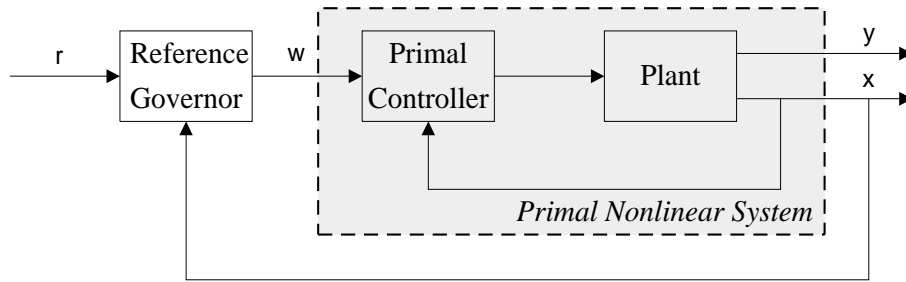 r
Reference
Governor
w
Primal
Controller
Plant
y
x
Primal Nonlinear System